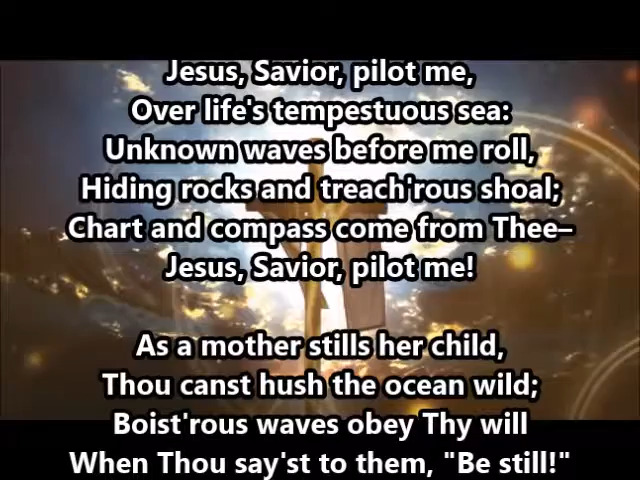 Jesus, Savior, pilot me,
Over life's tempestuous sea:
Unknown waves before me roll,
Hiding rocks and treach'rous shoal;
Chart and compass come from Thee–
Jesus, Savior, pilot me!
As a mother stills her child,
Thou canst hush the ocean wild;
Boist'rous waves obey Thy will
When Thou say'st to them, "Be still!"